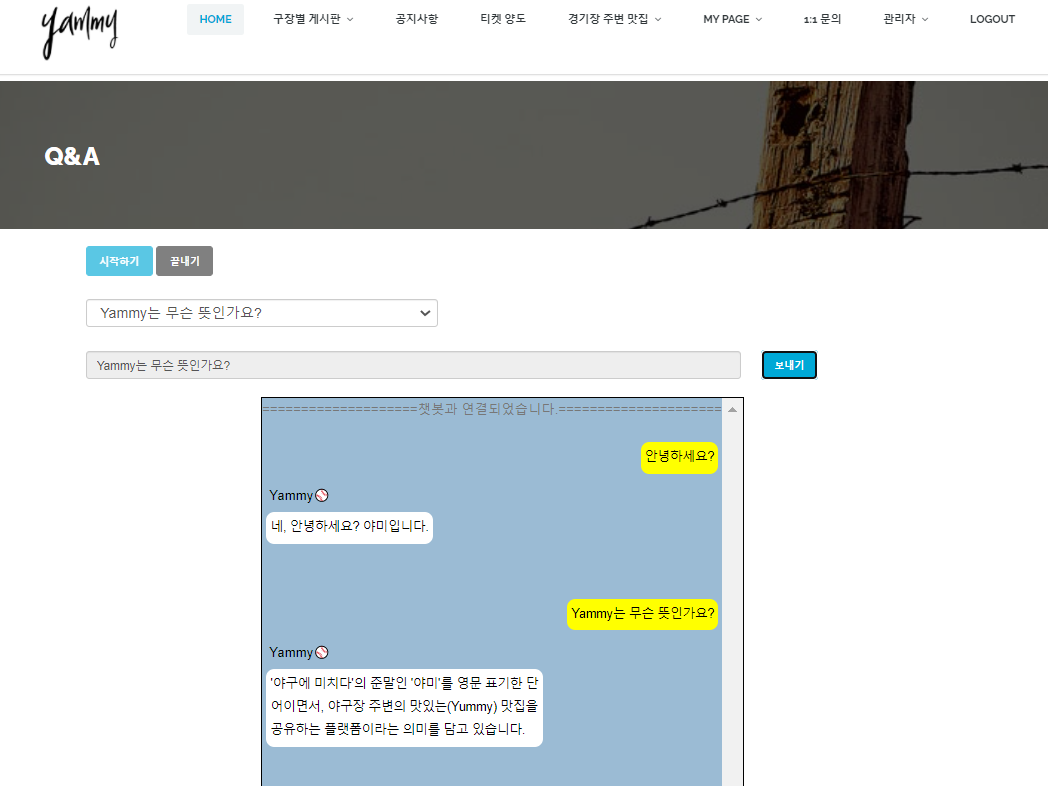 yammy
HOME 구장별 게시판 공지사항 티켓 양도 경기장 주변 맛집 MY PAGE 1:1 문의 관리자 LOGOUT
Q&A
시작하기 끝내기
Yammy는 무슨 뜻인가요?
Yammy는 무슨 뜻인가요? 보내기
====================챗봇과 연결되었습니다.=====================
안녕하세요?
Yammy
네, 안녕하세요? 야미입니다.
Yammy는 무슨 뜻인가요?
Yammy
'야구에 미치다'의 준말인 '야미'를 영문 표기한 단
어이면서, 야구장 주변의 맛있는(Yummy) 맛집을
공유하는 플랫폼이라는 의미를 담고 있습니다.